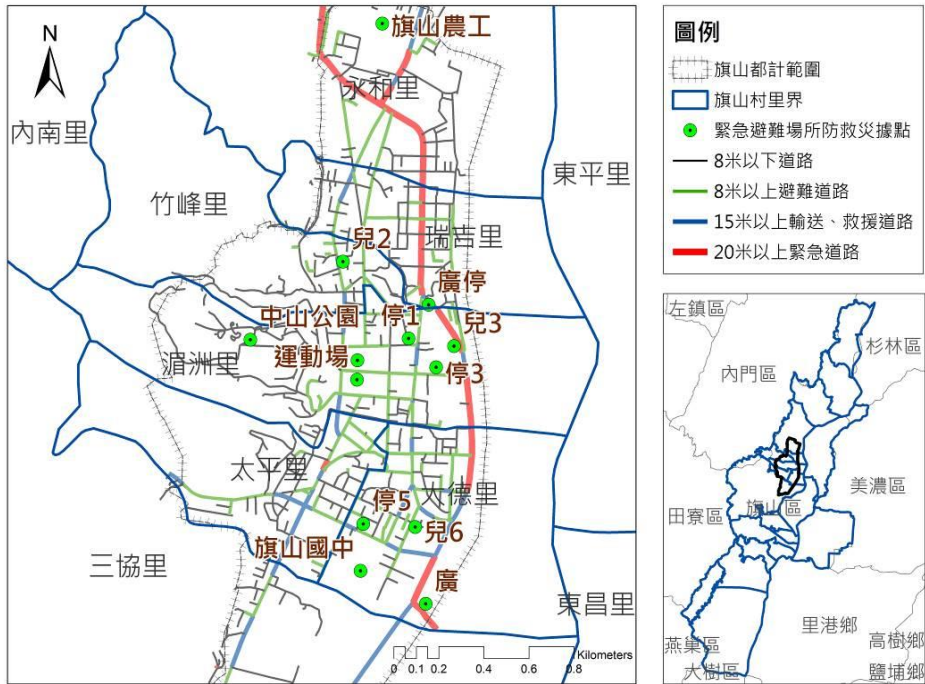 N
旗山農工
永和里
內南里
東平里
竹峰里
瑞吉里
兒2
廣停
中山公園
停1
兒3
湄洲里
運動場
停3
太平里
大德里
停5
兒6
旗山國中
三協里
廣
東昌里
Kilometers
0 0.1 0.2 0.4 0.6 0.8
圖例
旗山都計範圍
旗山村里界
緊急避難場所防救災據點
8米以下道路
8米以上避難道路
15米以上輸送、救援道路
20米以上緊急道路
左鎮區
杉林區
內門區
美濃區
田寮區
旗山區
里港鄉
燕巢區
高樹鄉
大樹區
鹽埔鄉